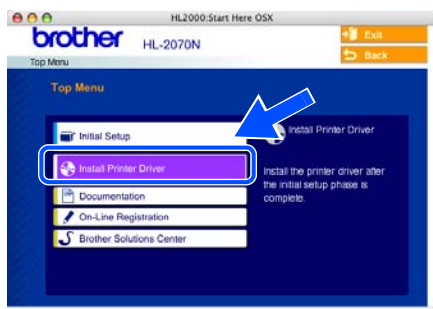 HL2000:Start Here OSX
brother HL-2070N
Exit
Back
Top Menu
Top Menu
Initial Setup
Install Printer Driver
Documentation
On-Line Registration
Brother Solutions Center
Install Printer Driver
Install the printer driver after
the initial setup phase is
complete.